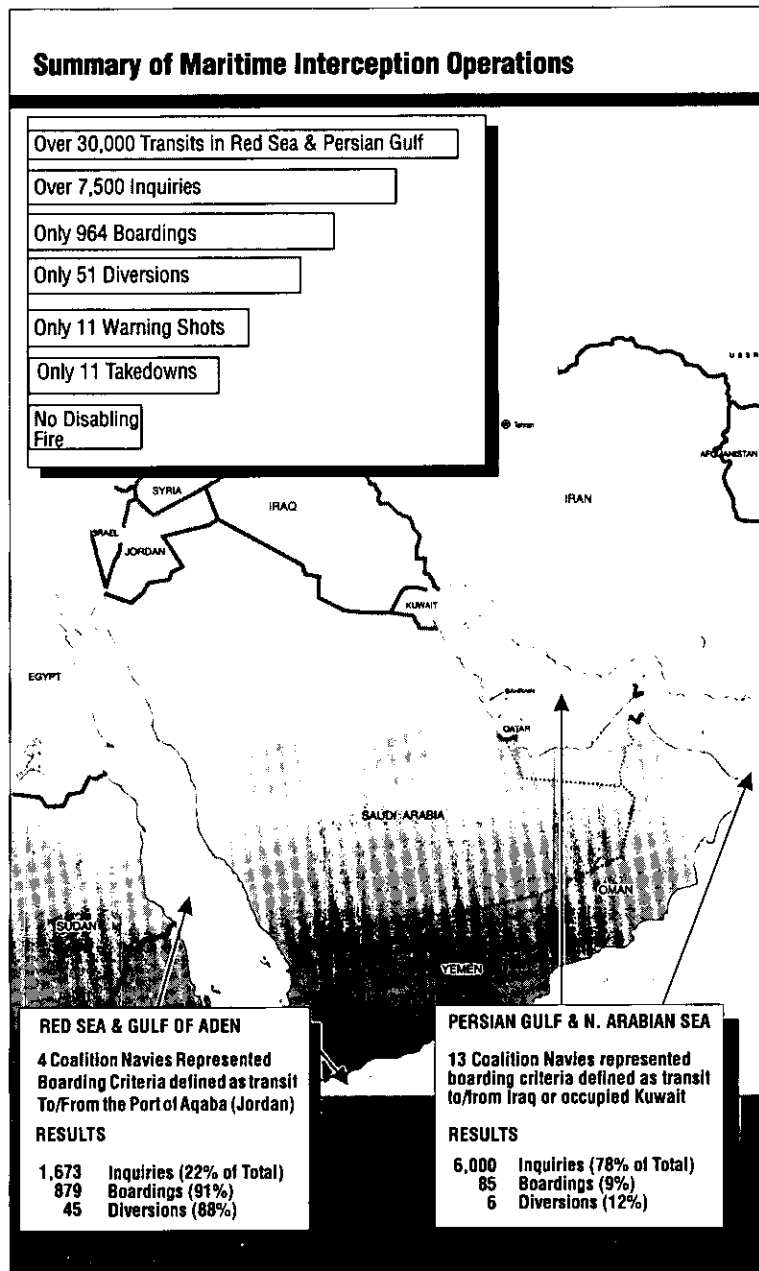 Summary of Maritime Interception Operations
Over 30,000 Transits in Red Sea & Persian Gulf
Over 7,500 Inquiries
Only 964 Boardings
Only 51 Diversions
Only 11 Warning Shots
Only 11 Takedowns
No Disabling
Fire
USSR
Tehran
AFGHANISTAN
SYRIA
IRAQ
IRAN
ISRAEL
JORDAN
KUWAIT
EGYPT
BAHRAIN
QATAR
SAUDI ARABIA
OMAN
SUDAN
YEMEN
RED SEA & GULF OF ADEN
4 Coalition Navies Represented
Boarding Criteria defined as transit
To/From the Port of Aqaba (Jordan)
RESULTS
1,673 Inquiries (22% of Total)
879 Boardings (91%)
45 Diversions (88%)
PERSIAN GULF & N. ARABIAN SEA
13 Coalition Navies represented
boarding criteria defined as transit
to/from Iraq or occupied Kuwait
RESULTS
6,000 Inquiries (78% of Total)
85 Boardings (9%)
6 Diversions (12%)